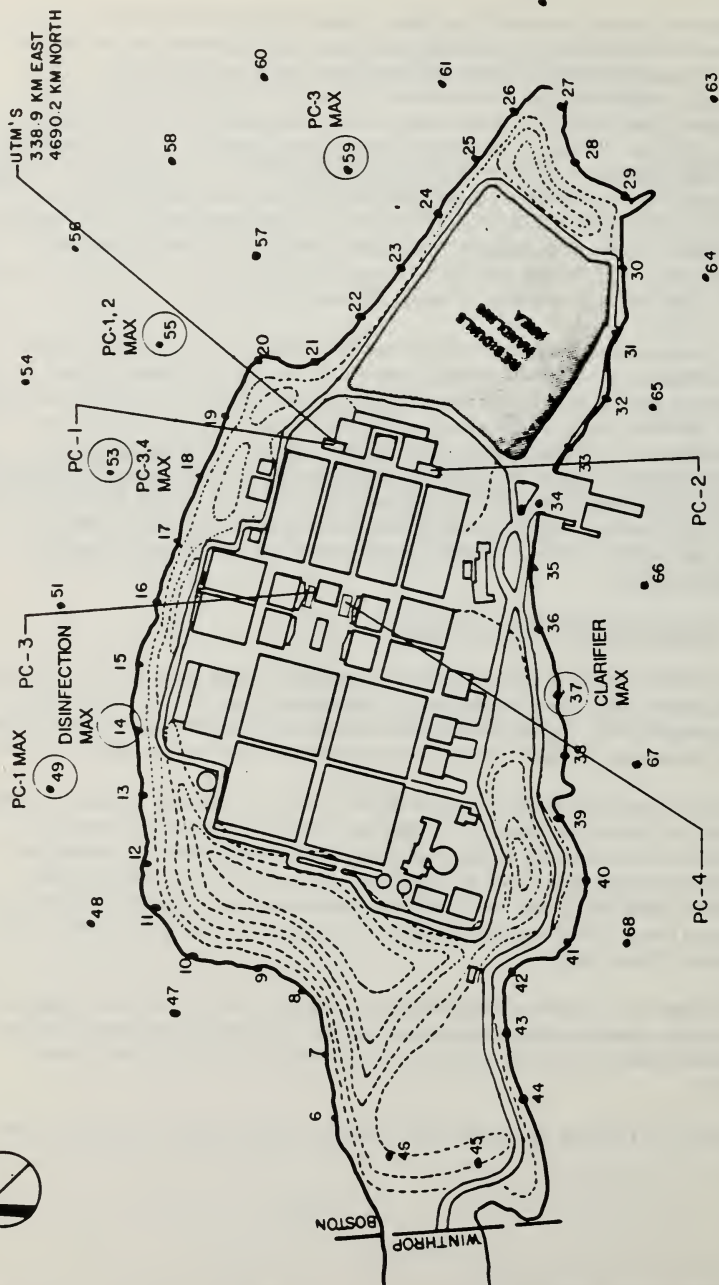 UTM'S
338.9 KM EAST
4690.2 KM NORTH
60
61
58
PC-3
MAX
59
56
57
PC-1, 2
MAX
55
54
PC-1
53
PC-3,4
MAX
51
PC-3
PC-1 MAX
49
DISINFECTION
MAX
48
47
6
7
8
9
10
11
12
13
14
15
16
17
18
19
20
21
22
23
24
25
26
27
28
29
30
31
32
33
34
35
36
37
CLARIFIER
MAX
38
39
40
41
42
43
44
45
46
RESIDUALS
HANDLING
AREA
63
64
65
66
67
68
PC-2
PC-4
BOSTON
WINTHROP